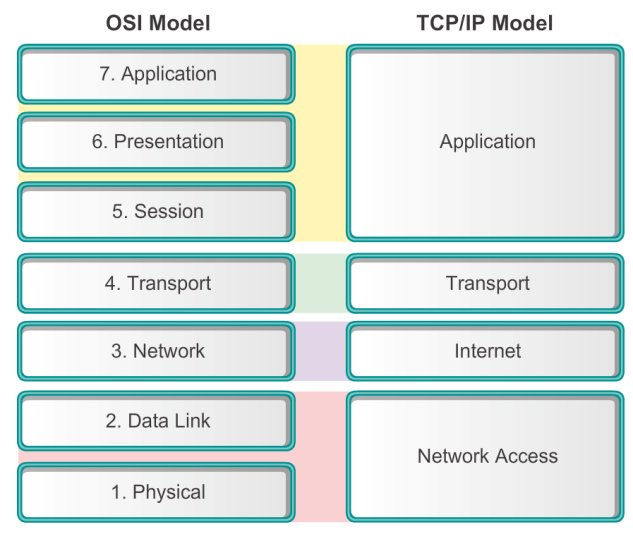 OSI Model
TCP/IP Model
7. Application
6. Presentation
5. Session
Application
4. Transport
Transport
3. Network
Internet
2. Data Link
1. Physical
Network Access